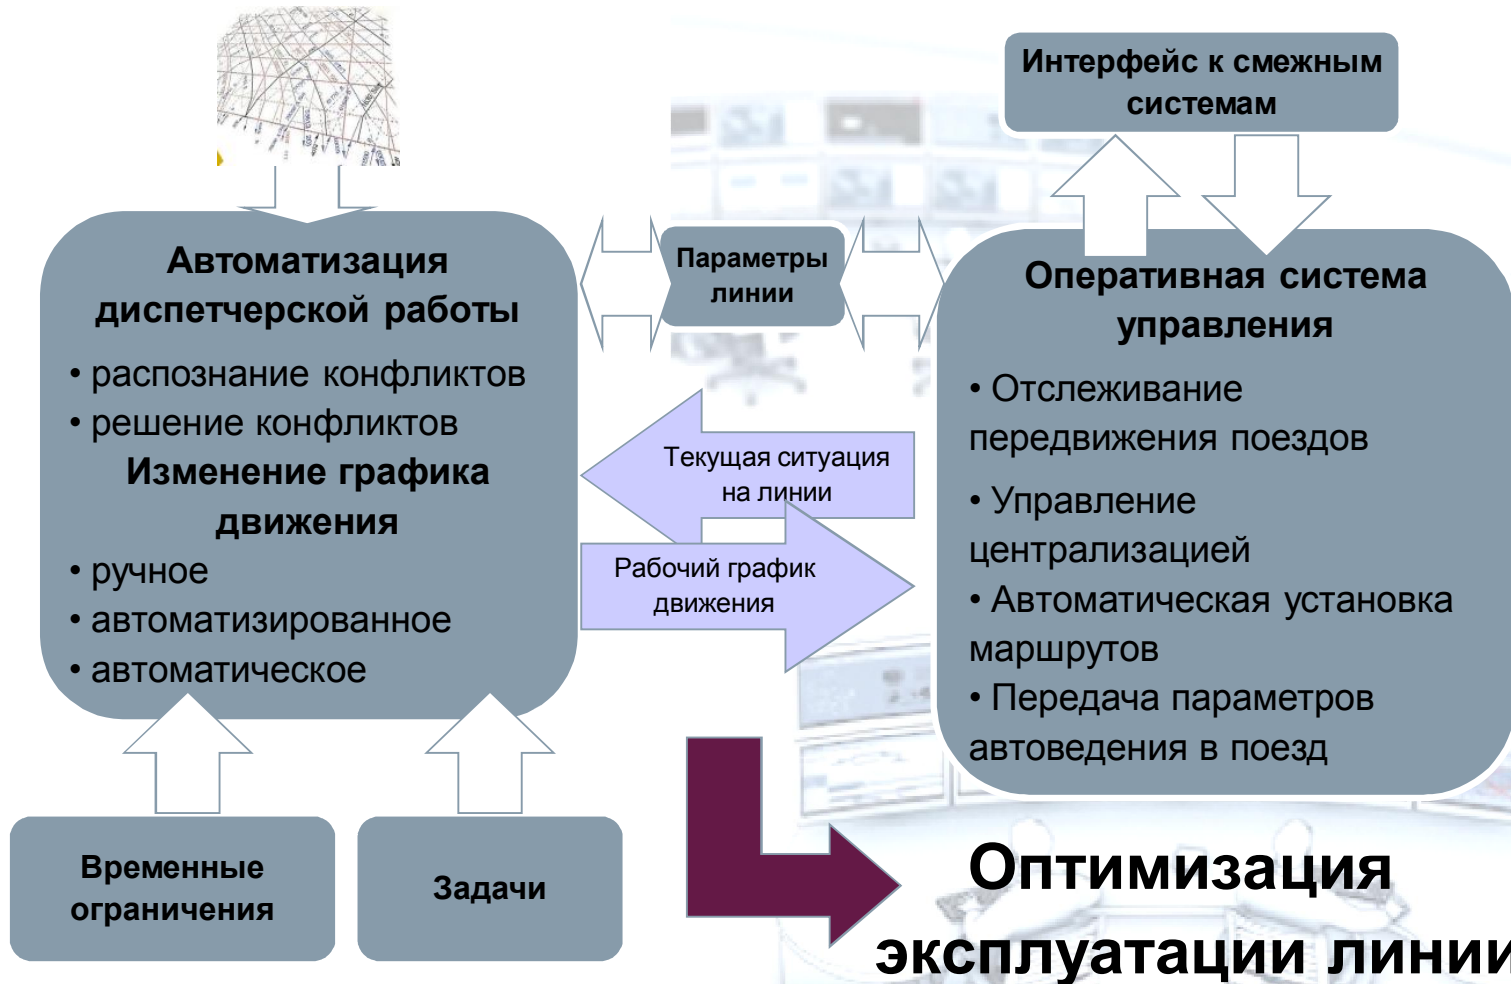 Интерфейс к смежным
системам
Автоматизация
диспетчерской работы
• распознание конфликтов
• решение конфликтов
Изменение графика
движения
• ручное
• автоматизированное
• автоматическое
Параметры
линии
Оперативная система
управления
• Отслеживание
передвижения поездов
• Управление
централизацией
• Автоматическая установка
маршрутов
• Передача параметров
автоведения в поезд
Текущая ситуация
на линии
Рабочий график
движения
Временные
ограничения
Задачи
Оптимизация
эксплуатации линии